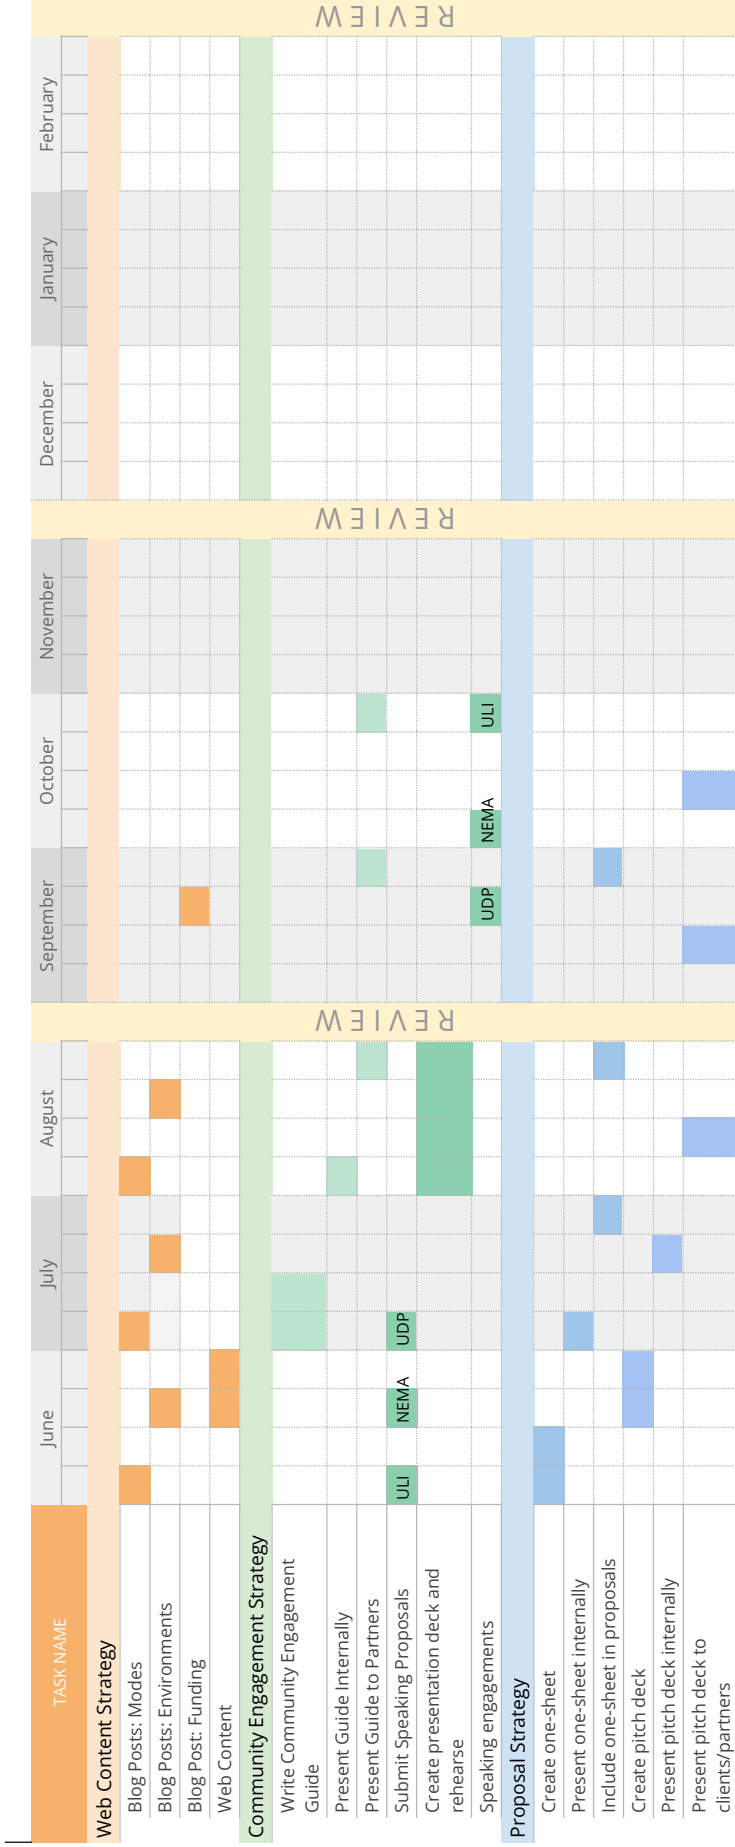 TASK NAME
June
July
August
September
October
November
December
January
February
Web Content Strategy
Blog Posts: Modes
Blog Posts: Environments
Blog Post: Funding
Web Content
Community Engagement Strategy
Write Community Engagement
Guide
Present Guide Internally
Present Guide to Partners
Submit Speaking Proposals
ULI
NEMA
UDP
Create presentation deck and
rehearse
Speaking engagements
UDP
NEMA
ULI
Proposal Strategy
Create one-sheet
Present one-sheet internally
Include one-sheet in proposals
Create pitch deck
Present pitch deck internally
Present pitch deck to
clients/partners
REVIEW
REVIEW
REVIEW